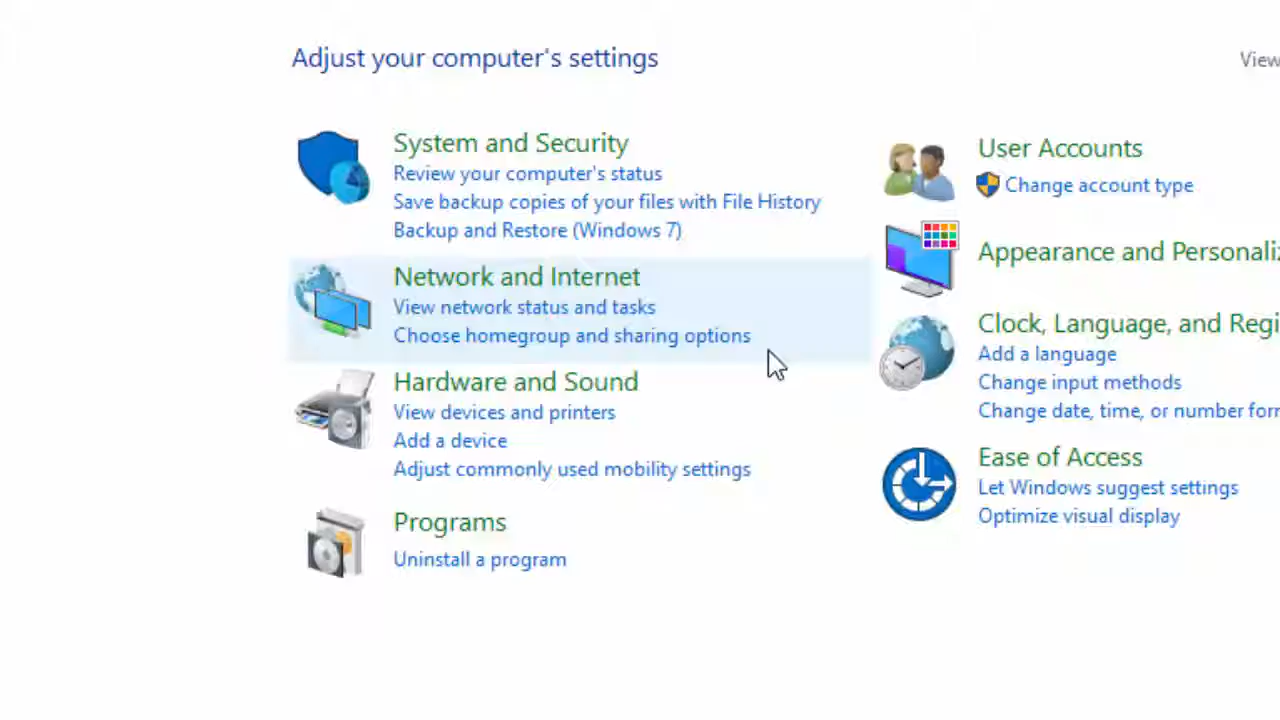 Adjust your computer's settings
View
System and Security
Review your computer's status
Save backup copies of your files with File History
Backup and Restore (Windows 7)
Network and Internet
View network status and tasks
Choose homegroup and sharing options
Hardware and Sound
View devices and printers
Add a device
Adjust commonly used mobility settings
Programs
Uninstall a program
User Accounts
Change account type
Appearance and Personaliz
Clock, Language, and Regi
Add a language
Change input methods
Change date, time, or number form
Ease of Access
Let Windows suggest settings
Optimize visual display